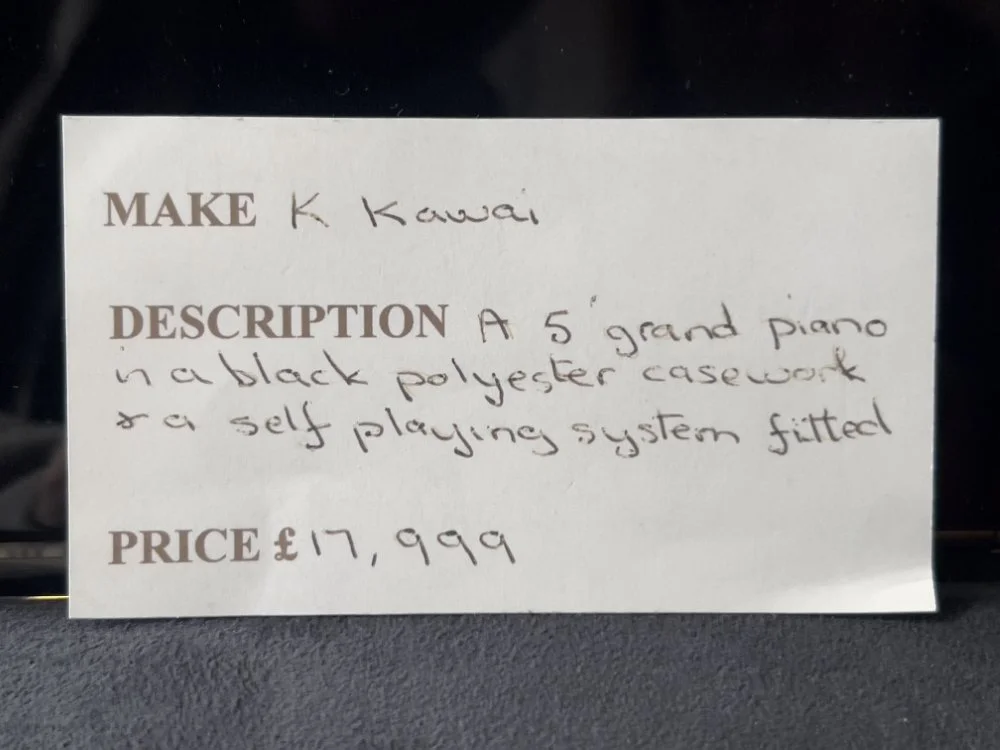 MAKE K Kawai
DESCRIPTION A 5' grand piano
in a black polyester casework
& a self playing system fitted
PRICE £17,999